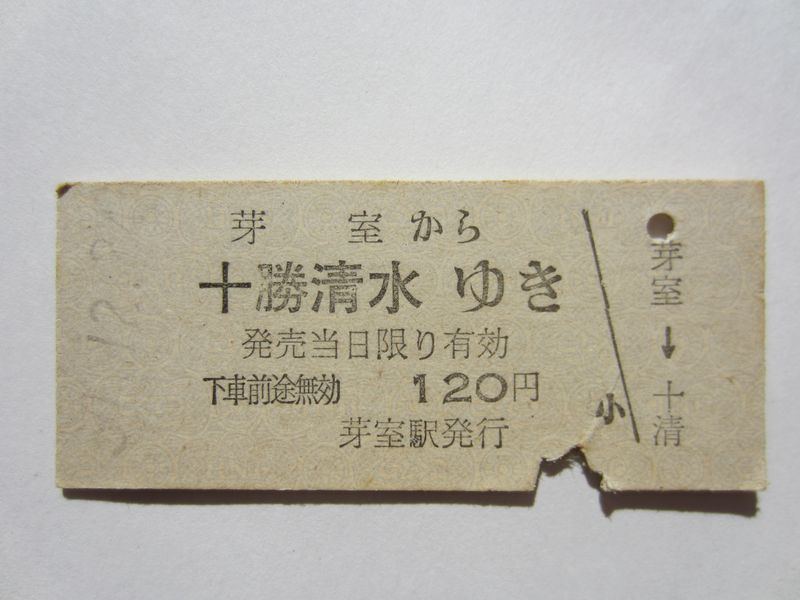 芽室から
十勝清水 ゆき
発売当日限り有効
下車前途無効 120円
芽室駅発行
小
芽室→十清